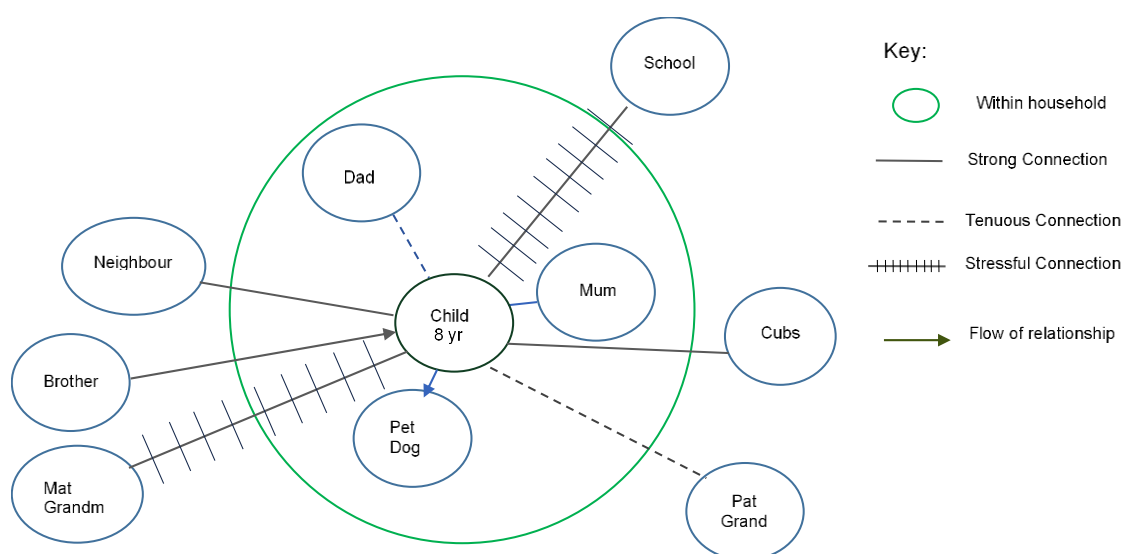 School
Key:
Within household
Strong Connection
Dad
Tenuous Connection
Neighbour
Stressful Connection
Mum
Child
8 yr
Cubs
Flow of relationship
Brother
Pet
Dog
Mat
Grandm
Pat
Grand